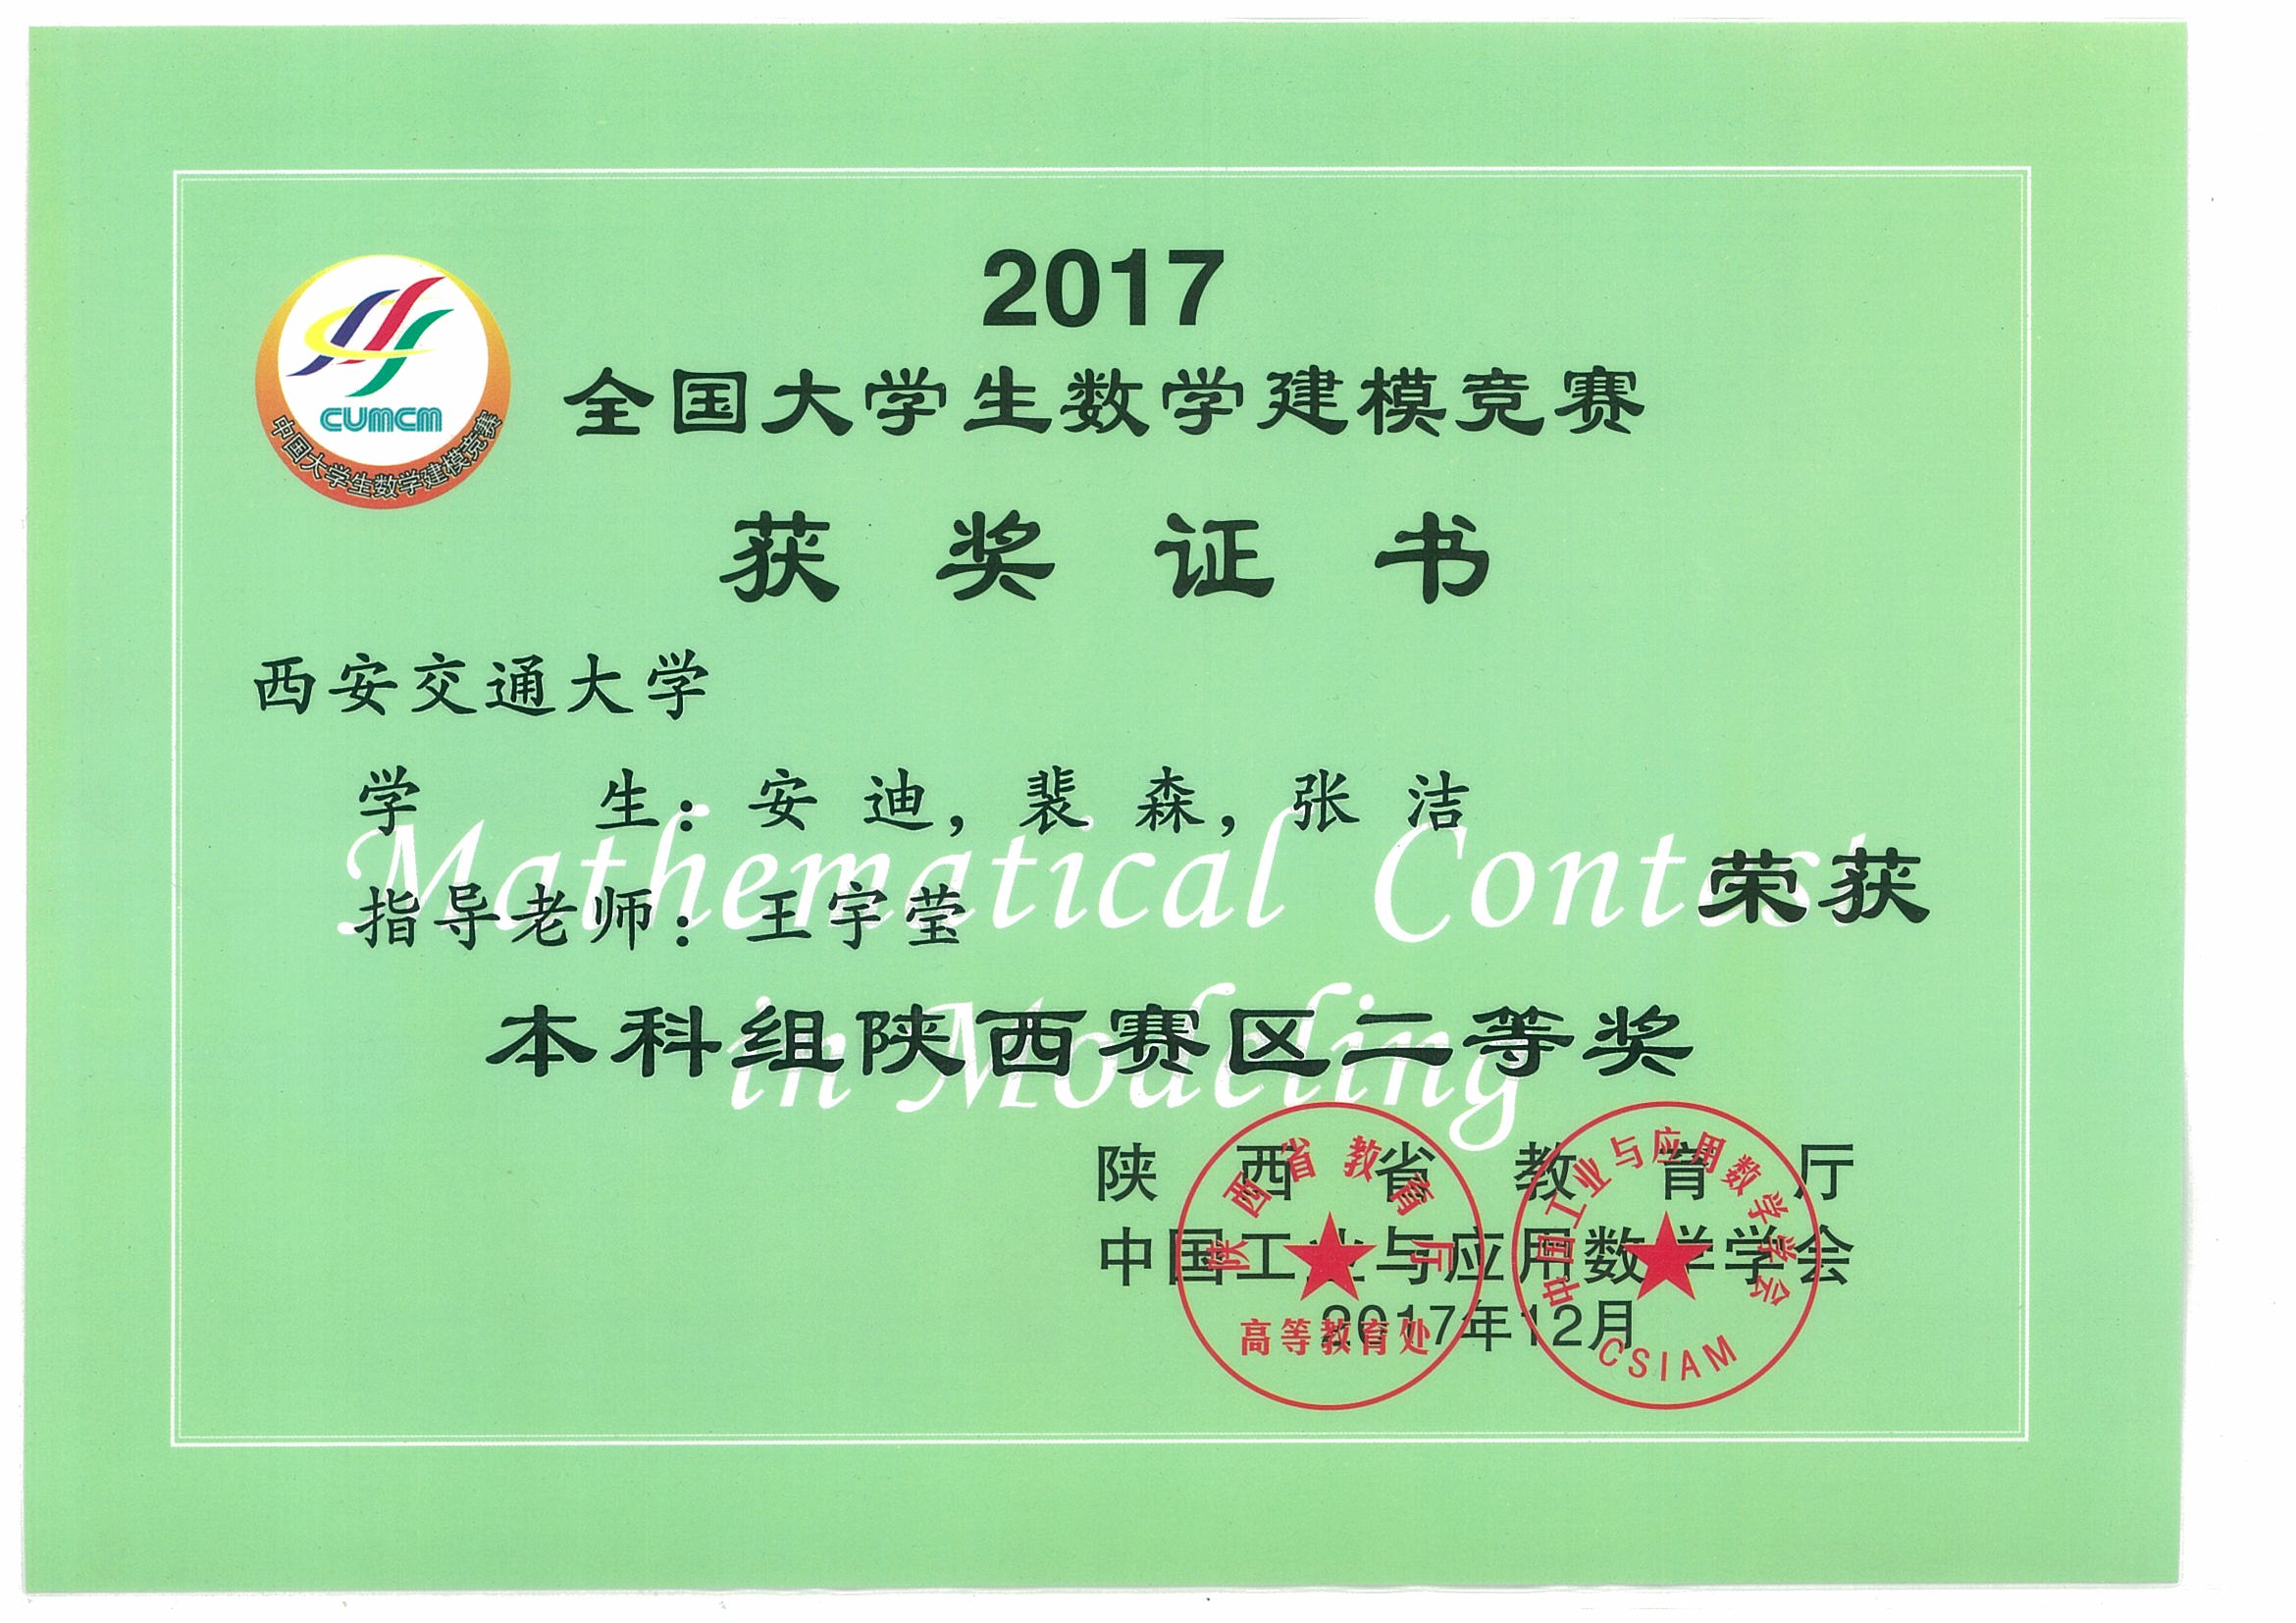 2017
全国大学生数学建模竞赛
CUMCM
中国大学生数学建模竞赛
获奖证书
西安交通大学
学 生：安 迪，裴 森，张 洁
指导老师：王宇莹
荣获
Mathematical Contest
in Modeling
本科组陕西赛区二等奖
陕西省教育厅
中国工业与应用数学学会
2017年12月
陕西省教育厅
高等教育处
中国工业与应用数学学会
CSIAM